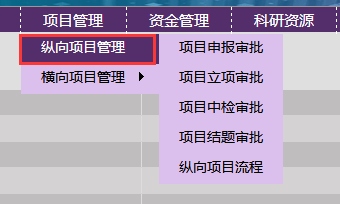 项目管理 资金管理 科研资源
纵向项目管理 项目申报审批
横向项目管理 项目立项审批
项目中检审批
项目结题审批
纵向项目流程